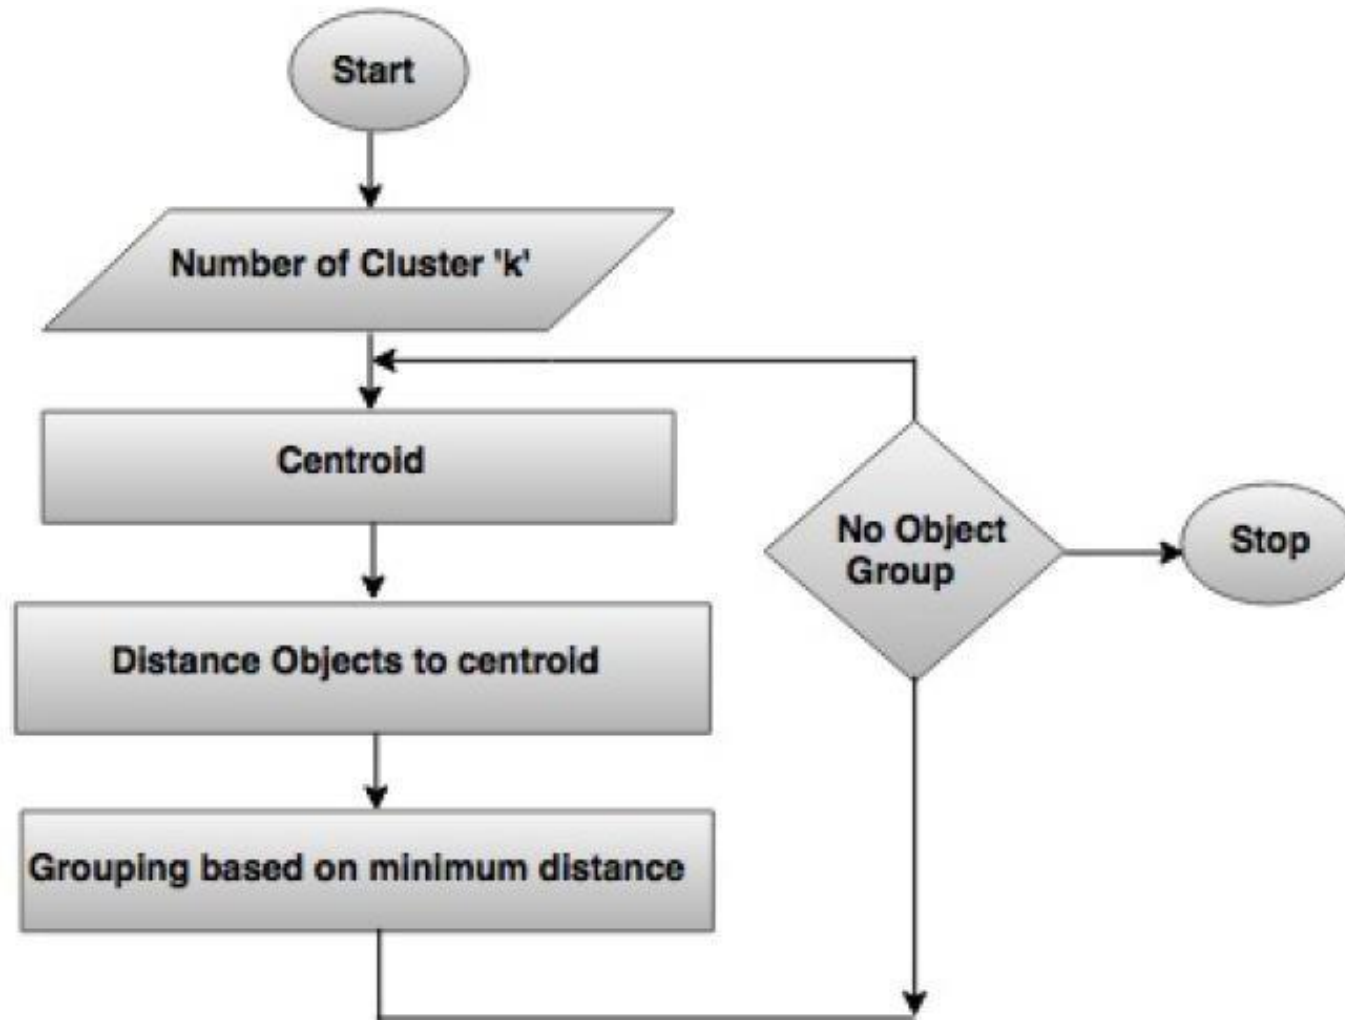 Start
Number of Cluster 'k'
Centroid
Distance Objects to centroid
Grouping based on minimum distance
No Object
Group
Stop